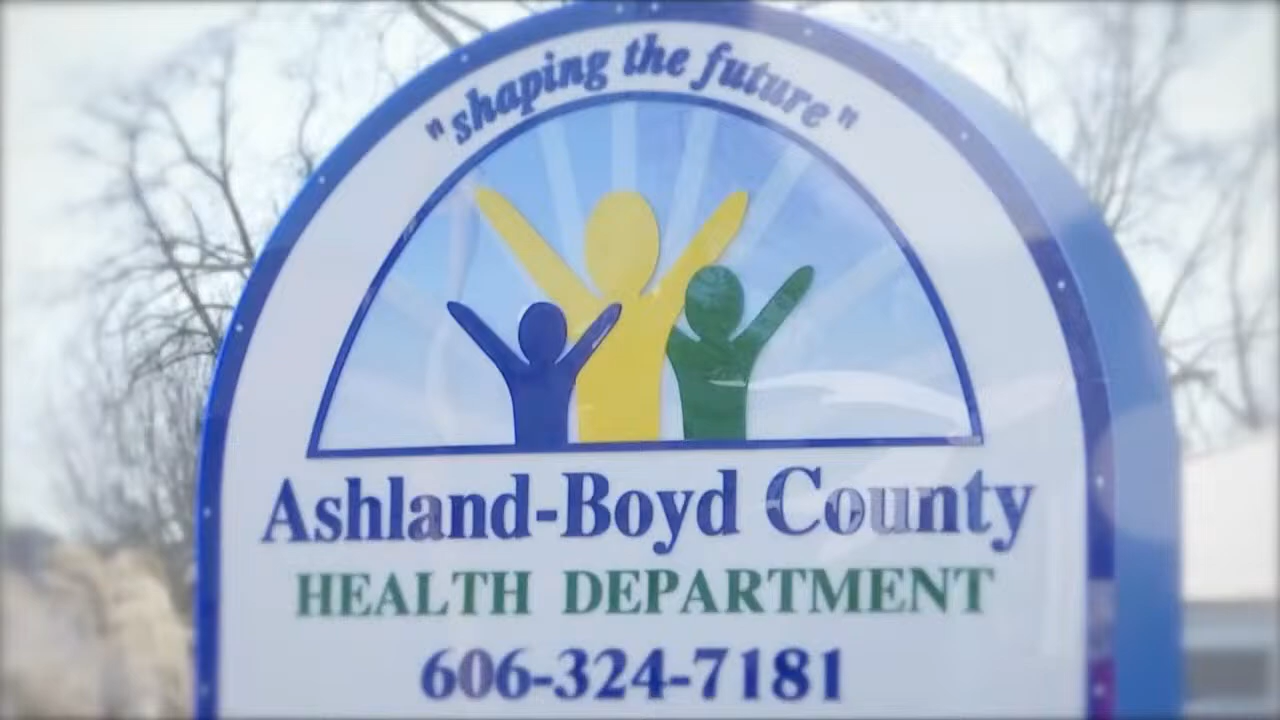 "shaping the future"
Ashland-Boyd County
HEALTH DEPARTMENT
606-324-7181